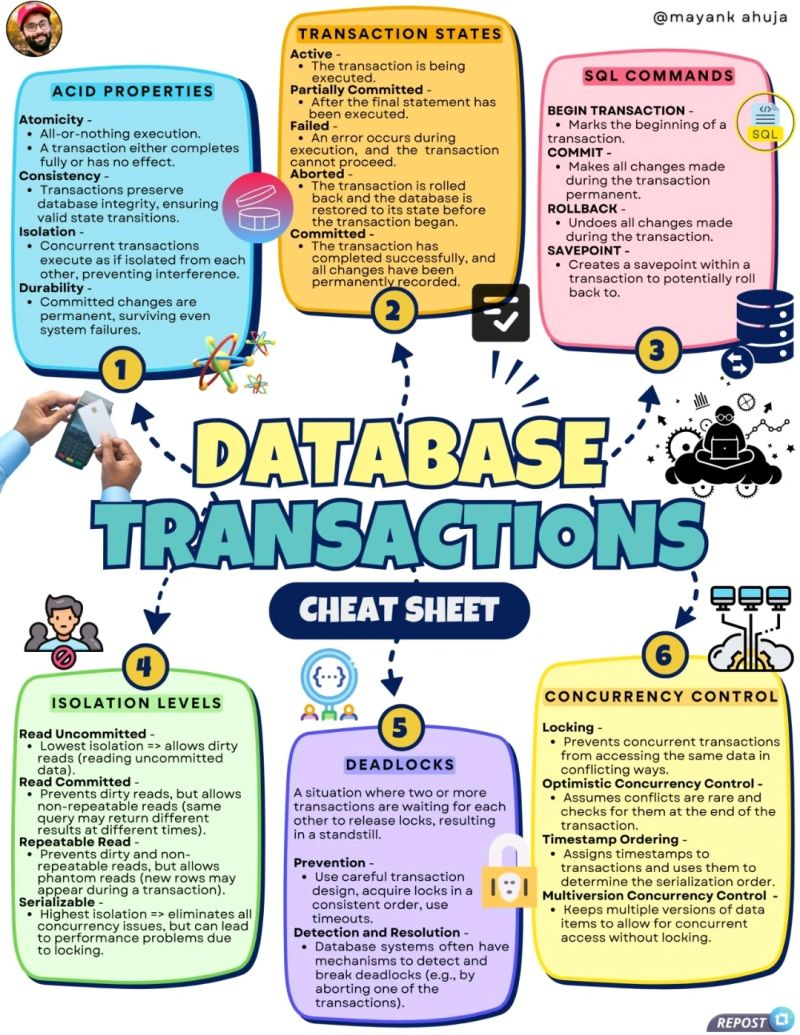 @mayank ahuja
ACID PROPERTIES
Atomicity -
• All-or-nothing execution.
• A transaction either completes
fully or has no effect.
Consistency -
• Transactions preserve
database integrity, ensuring
valid state transitions.
Isolation -
• Concurrent transactions
execute as if isolated from each
other, preventing interference.
Durability -
• Committed changes are
permanent, surviving even
system failures.
1
TRANSACTION STATES
Active -
• The transaction is being
executed.
Partially Committed -
• After the final statement has
been executed.
Failed -
• An error occurs during
execution, and the transaction
cannot proceed.
Aborted -
• The transaction is rolled
back and the database is
restored to its state before
the transaction began.
Committed -
• The transaction has
completed successfully, and
all changes have been
permanently recorded.
2
SQL COMMANDS
BEGIN TRANSACTION -
• Marks the beginning of a
transaction.
COMMIT -
• Makes all changes made
during the transaction
permanent.
ROLLBACK -
• Undoes all changes made
during the transaction.
SAVEPOINT -
• Creates a savepoint within a
transaction to potentially roll
back to.
</>
SQL
3
DATABASE
TRANSACTIONS
CHEAT SHEET
4
ISOLATION LEVELS
Read Uncommitted -
• Lowest isolation => allows dirty
reads (reading uncommitted
data).
Read Committed -
• Prevents dirty reads, but allows
non-repeatable reads (same
query may return different
results at different times).
Repeatable Read -
• Prevents dirty and non-
repeatable reads, but allows
phantom reads (new rows may
appear during a transaction).
Serializable -
• Highest isolation => eliminates all
concurrency issues, but can lead
to performance problems due
to locking.
{...}
5
DEADLOCKS
A situation where two or more
transactions are waiting for each
other to release locks, resulting
in a standstill.
Prevention -
• Use careful transaction
design, acquire locks in a
consistent order, use
timeouts.
Detection and Resolution -
• Database systems often have
mechanisms to detect and
break deadlocks (e.g., by
aborting one of the
transactions).
6
CONCURRENCY CONTROL
Locking -
• Prevents concurrent transactions
from accessing the same data in
conflicting ways.
Optimistic Concurrency Control -
• Assumes conflicts are rare and
checks for them at the end of the
transaction.
Timestamp Ordering -
• Assigns timestamps to
transactions and uses them to
determine the serialization order.
Multiversion Concurrency Control -
• Keeps multiple versions of data
items to allow for concurrent
access without locking.
REPOST